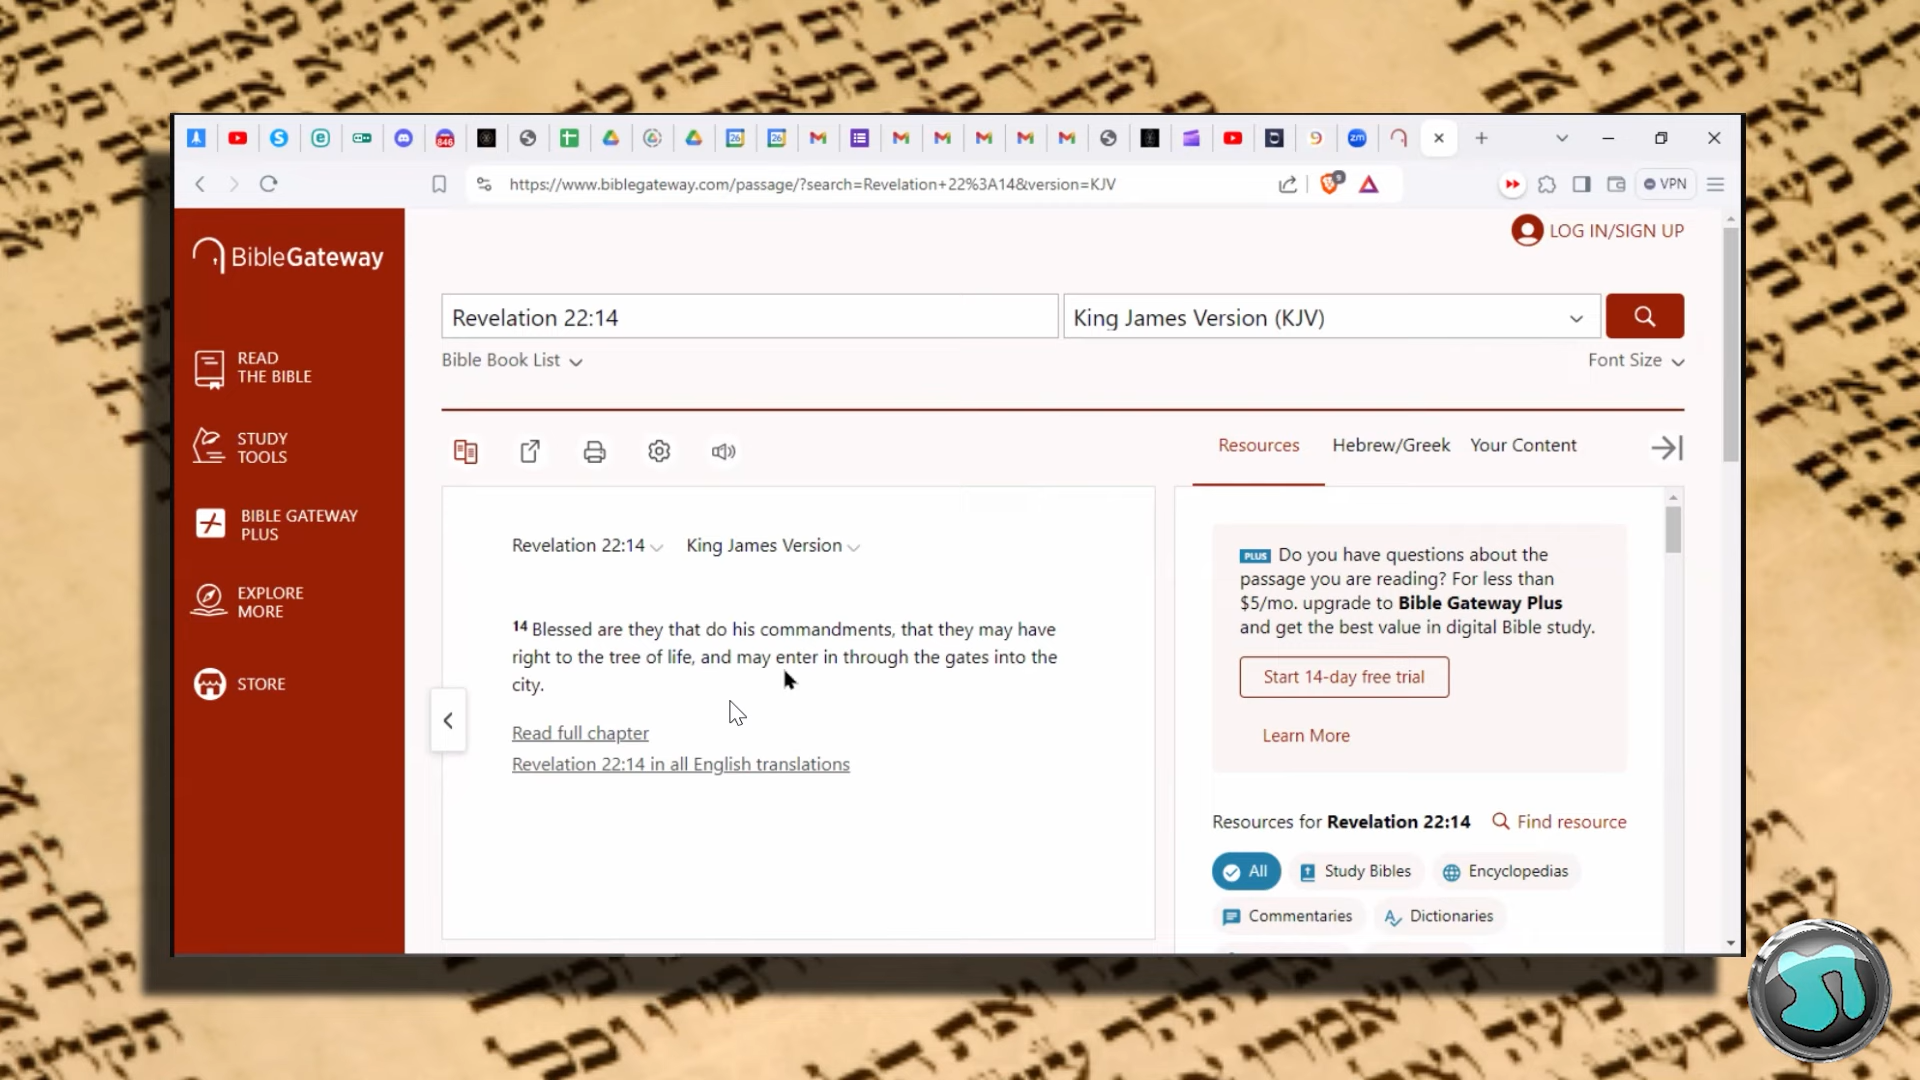 26
26
846
zm
https://www.biblegateway.com/passage/?search=Revelation+22%3A14&version=KJV
9
VPN
BibleGateway
LOG IN/SIGN UP
Revelation 22:14
King James Version (KJV)
Bible Book List
Font Size
READ
THE BIBLE
STUDY
TOOLS
BIBLE GATEWAY
PLUS
EXPLORE
MORE
STORE
Resources
Hebrew/Greek
Your Content
Revelation 22:14
King James Version
14 Blessed are they that do his commandments, that they may have
right to the tree of life, and may enter in through the gates into the
city.
Read full chapter
Revelation 22:14 in all English translations
PLUS Do you have questions about the
passage you are reading? For less than
$5/mo. upgrade to Bible Gateway Plus
and get the best value in digital Bible study.
Start 14-day free trial
Learn More
Resources for Revelation 22:14
Find resource
All
Study Bibles
Encyclopedias
Commentaries
Dictionaries